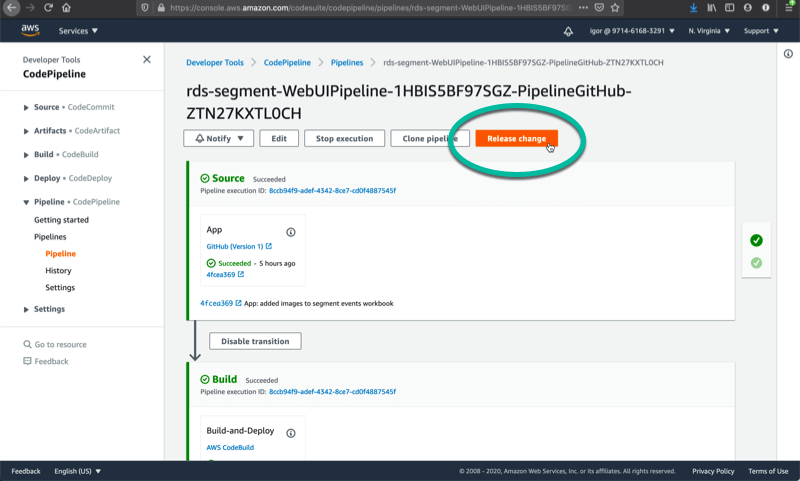 https://console.aws.amazon.com/codesuite/codepipeline/pipelines/rds-segment-WebUIPipeline-1HBIS5BF97S
aws Services igor @ 9714-6168-3291 N. Virginia Support
Developer Tools
CodePipeline
Source • CodeCommit
Artifacts • CodeArtifact
Build • CodeBuild
Deploy • CodeDeploy
Pipeline • CodePipeline
Getting started
Pipelines
Pipeline
History
Settings
Settings
Go to resource
Feedback
Developer Tools CodePipeline Pipelines rds-segment-WebUIPipeline-1HBIS5BF97SGZ-PipelineGitHub-ZTN27KXTL0CH
rds-segment-WebUIPipeline-1HBIS5BF97SGZ-PipelineGitHub-
ZTN27KXTL0CH
Notify Edit Stop execution Clone pipeline Release change
Source Succeeded
Pipeline execution ID: 8ccb94f9-adef-4342-8ce7-cd0f4887545f
App
GitHub (Version 1)
Succeeded - 5 hours ago
4fcea369
4fcea369 App: added images to segment events workbook
Disable transition
Build Succeeded
Pipeline execution ID: 8ccb94f9-adef-4342-8ce7-cd0f4887545f
Build-and-Deploy
AWS CodeBuild
Feedback English (US) © 2008 - 2020, Amazon Web Services, Inc. or its affiliates. All rights reserved. Privacy Policy Terms of Use